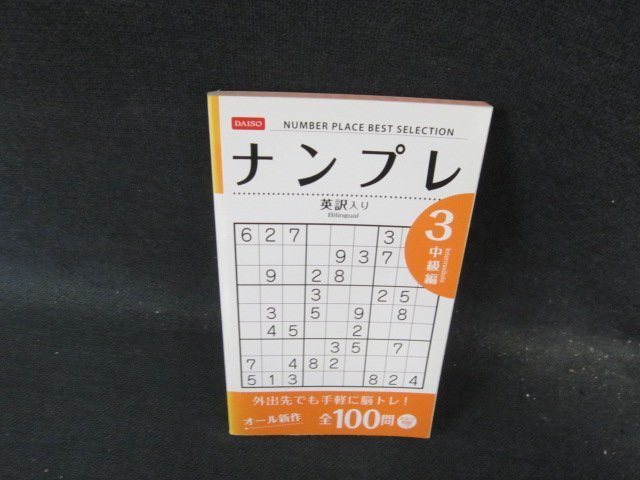 DAISO
NUMBER PLACE BEST SELECTION
ナンプレ
英訳入り
Bilingual
3
Intermediate
中級編
6 2 7 3
9 3 7
9 2 8
3 2 5
3 5 9 8
4 5 2
3 5 7
7 4 8 2
5 1 3 8 2 4
外出先でも手軽に脳トレ!
オール新作
全100問